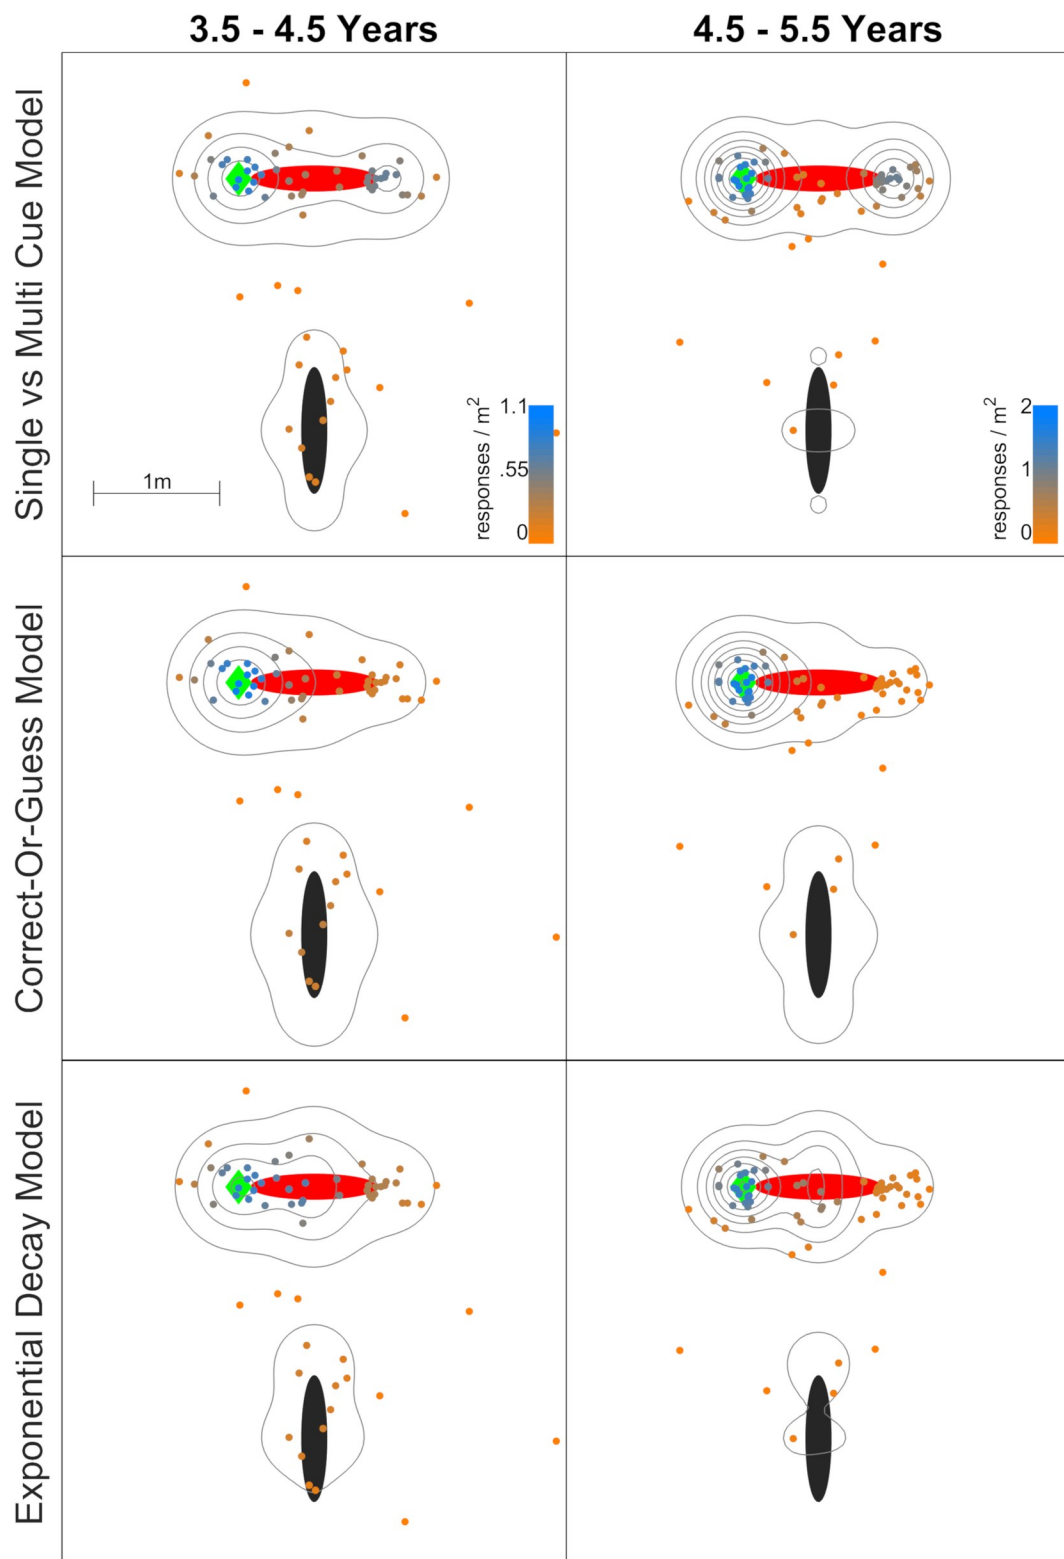 3.5 - 4.5 Years
4.5 - 5.5 Years
Single vs Multi Cue Model
1m
responses / m²
1.1
.55
0
responses / m²
2
1
0
Correct-Or-Guess Model
Exponential Decay Model